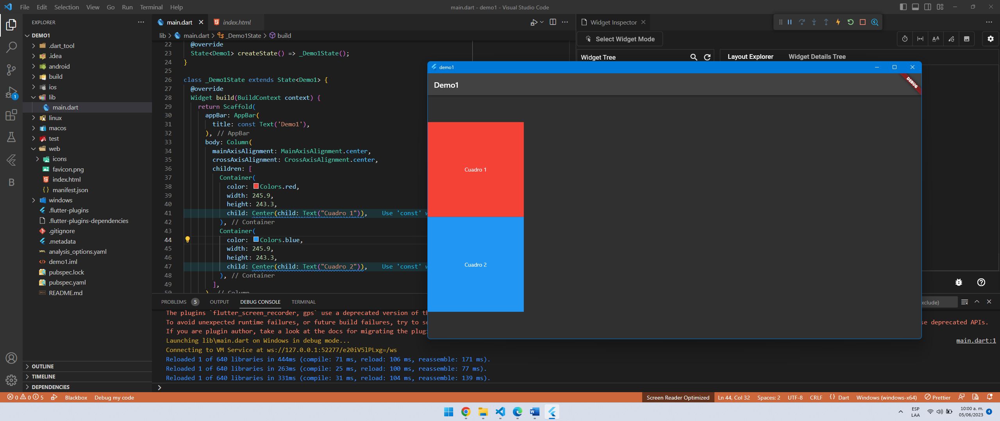 File Edit Selection View Go Run Terminal Help
main.dart - demo1 - Visual Studio Code
EXPLORER
DEMO1
.dart_tool
.idea
android
build
ios
lib
main.dart
linux
macos
test
web
icons
favicon.png
index.html
manifest.json
windows
.flutter-plugins
.flutter-plugins-dependencies
.gitignore
.metadata
analysis_options.yaml
demo1.iml
pubspec.lock
pubspec.yaml
README.md
OUTLINE
TIMELINE
DEPENDENCIES
1
B
main.dart
index.html
lib > main.dart > _Demo1State > build
22 @override
23 State<Demo1> createState() => _Demo1State();
24 }
25
26 class _Demo1State extends State<Demo1> {
27 @override
28 Widget build(BuildContext context) {
29 return Scaffold(
30 appBar: AppBar(
31 title: const Text('Demo1'),
32 ), // AppBar
33 body: Column(
34 mainAxisAlignment: MainAxisAlignment.center,
35 crossAxisAlignment: CrossAxisAlignment.center,
36 children: [
37 Container(
38 color: Colors.red,
39 width: 245.9,
40 height: 243.3,
41 child: Center(child: Text("Cuadro 1")), Use 'const' w
42 ), // Container
43 Container(
44 color: Colors.blue,
45 width: 245.9,
46 height: 243.3,
47 child: Center(child: Text("Cuadro 2")), Use 'const' w
48 ), // Container
49 ],
50 ), // Column
Widget Inspector
Select Widget Mode
Widget Tree
Layout Explorer Widget Details Tree
demo1
Demo1
DEBUG
Cuadro 1
Cuadro 2
PROBLEMS 5 OUTPUT DEBUG CONSOLE TERMINAL
xclude)
The plugins `flutter_screen_recorder, gps` use a deprecated version of th
To avoid unexpected runtime failures, or future build failures, try to se
se deprecated APIs.
If you are plugin author, take a look at the docs for migrating the plugi
Launching lib\main.dart on Windows in debug mode...
main.dart:1
Connecting to VM Service at ws://127.0.0.1:52277/e20iV5lPLxg=/ws
Reloaded 1 of 640 libraries in 444ms (compile: 71 ms, reload: 106 ms, reassemble: 171 ms).
Reloaded 1 of 640 libraries in 263ms (compile: 25 ms, reload: 100 ms, reassemble: 77 ms).
Reloaded 1 of 640 libraries in 331ms (compile: 31 ms, reload: 104 ms, reassemble: 139 ms).
0 0 5 Blackbox Debug my code
Screen Reader Optimized Ln 44, Col 32 Spaces: 2 UTF-8 CRLF {} Dart Windows (windows-x64) Prettier
ESP
LAA
10:00 a. m.
05/06/2023
4